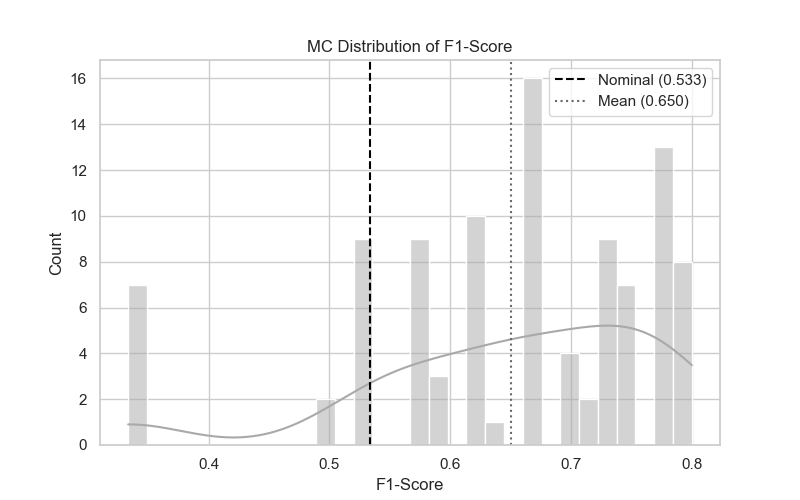 MC Distribution of F1-Score
Nominal (0.533)
Mean (0.650)
Count
16
14
12
10
8
6
4
2
0
0.4 0.5 0.6 0.7 0.8
F1-Score